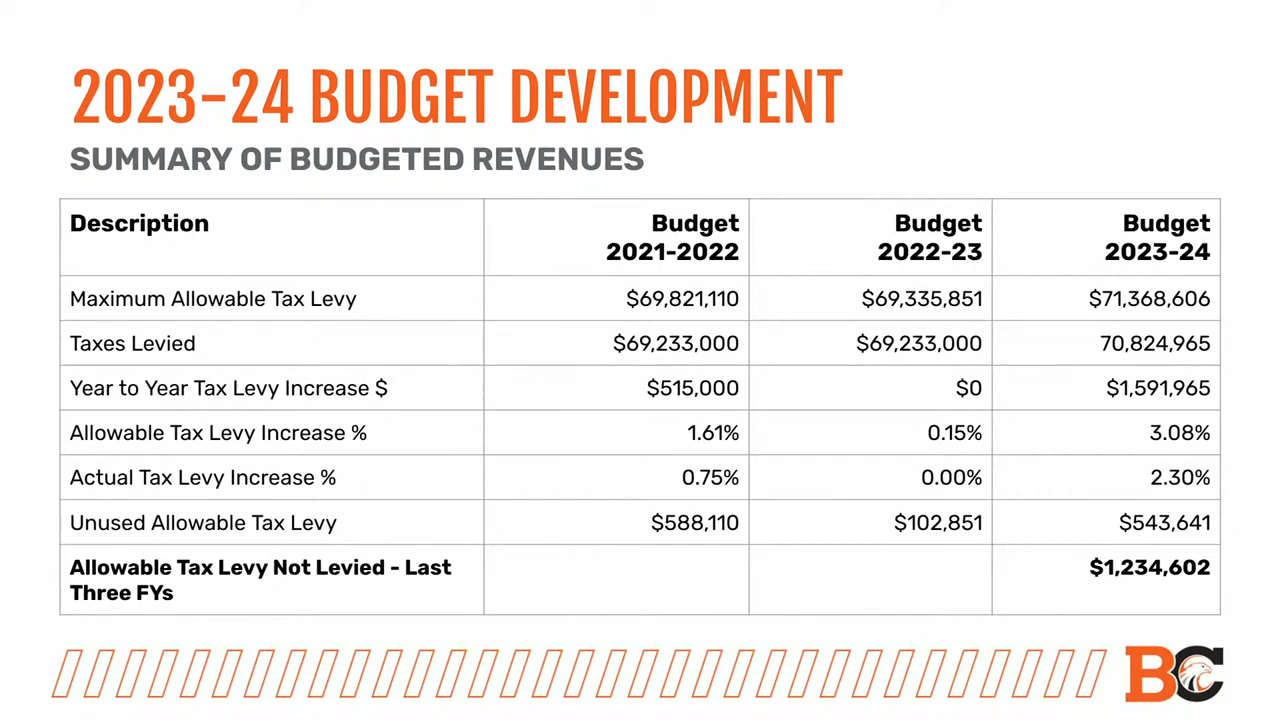 2023-24 BUDGET DEVELOPMENT
SUMMARY OF BUDGETED REVENUES
Description Budget 2021-2022 Budget 2022-23 Budget 2023-24
Maximum Allowable Tax Levy $69,821,110 $69,335,851 $71,368,606
Taxes Levied $69,233,000 $69,233,000 70,824,965
Year to Year Tax Levy Increase $ $515,000 $0 $1,591,965
Allowable Tax Levy Increase % 1.61% 0.15% 3.08%
Actual Tax Levy Increase % 0.75% 0.00% 2.30%
Unused Allowable Tax Levy $588,110 $102,851 $543,641
Allowable Tax Levy Not Levied - Last Three FYs $1,234,602
BC